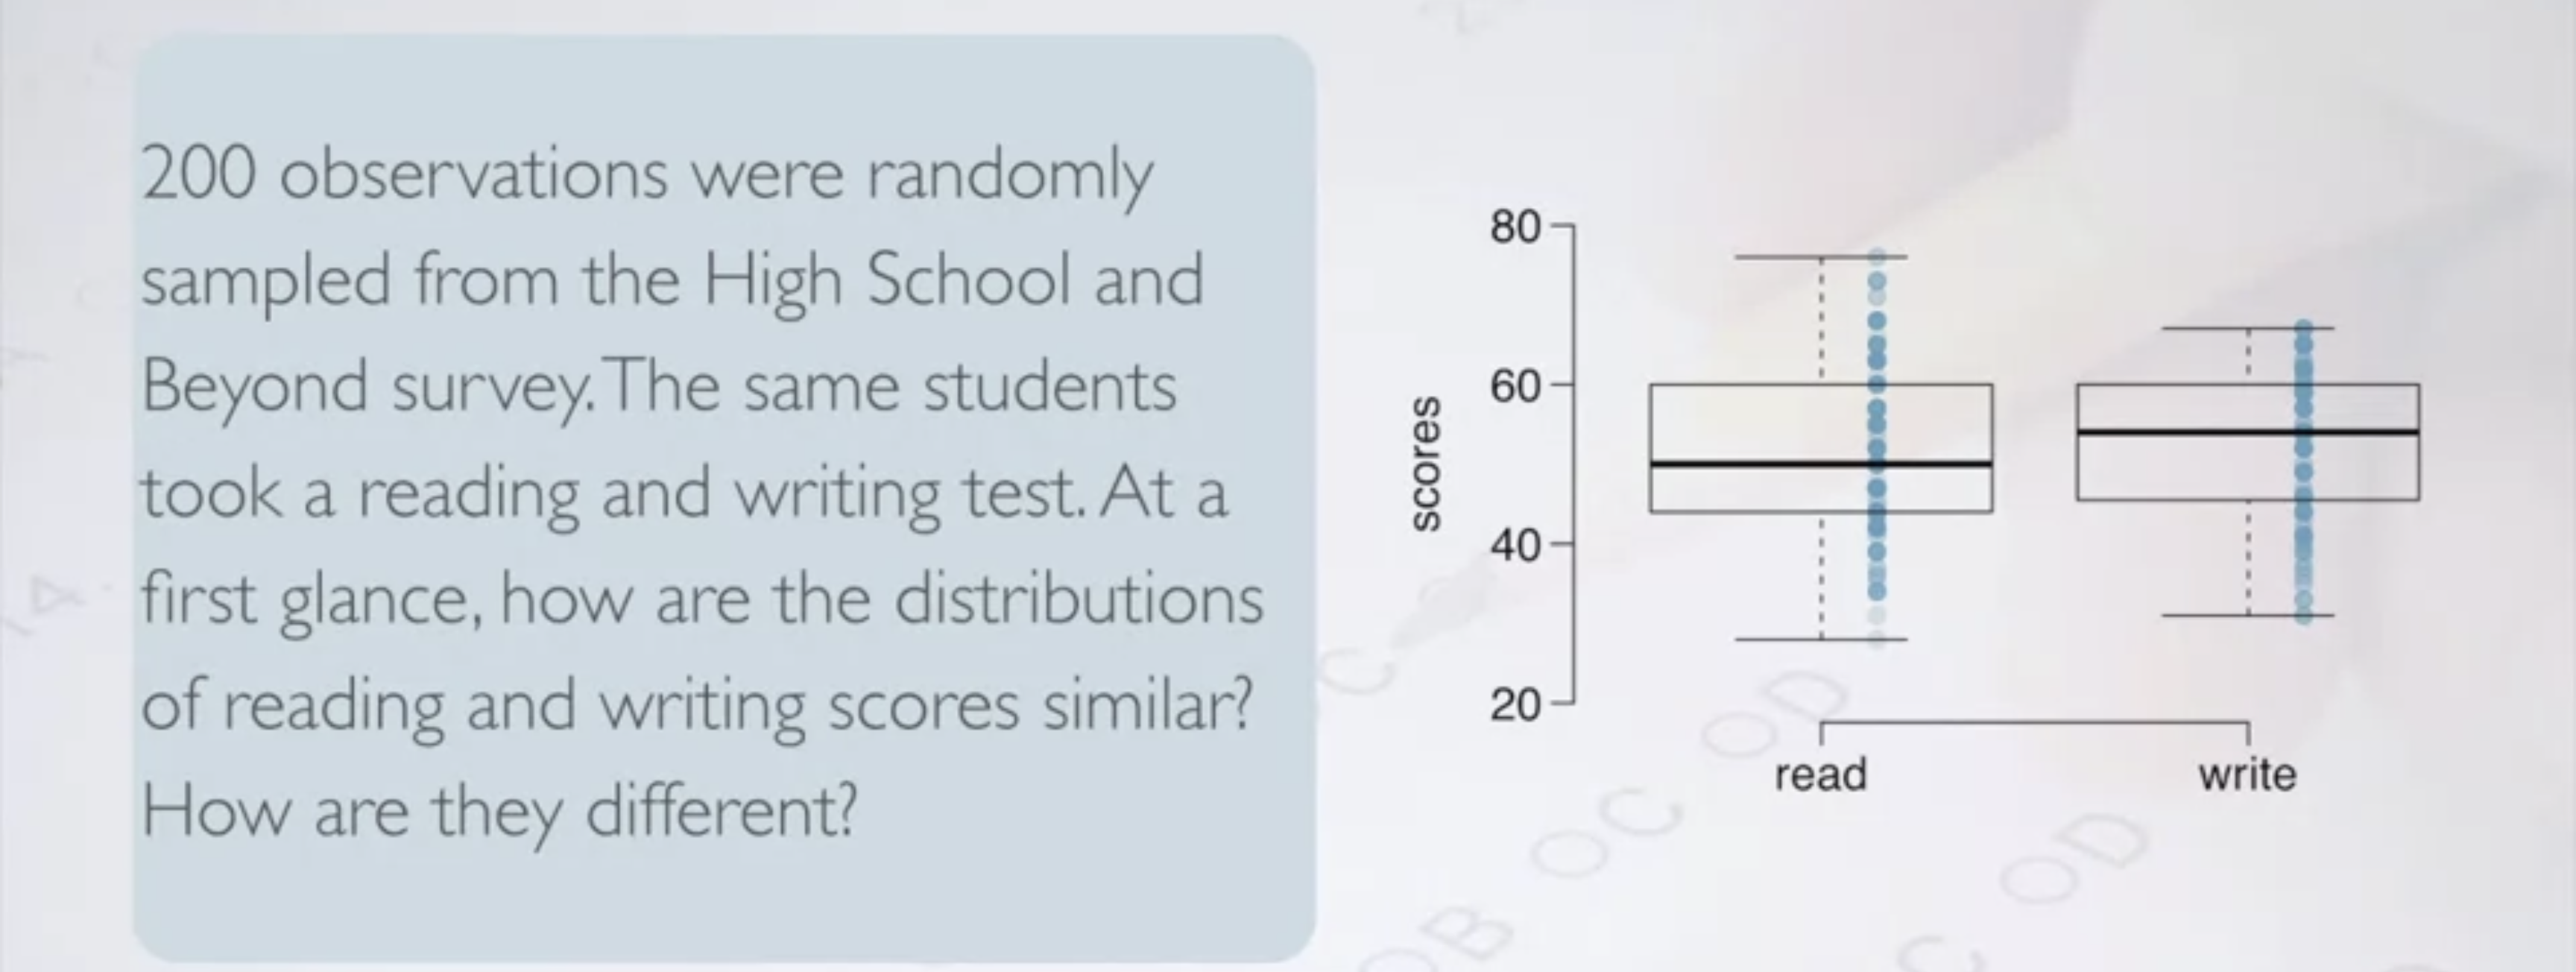 200 observations were randomly
sampled from the High School and
Beyond survey. The same students
took a reading and writing test. At a
first glance, how are the distributions
of reading and writing scores similar?
How are they different?
80
60
40
20
scores
read
write